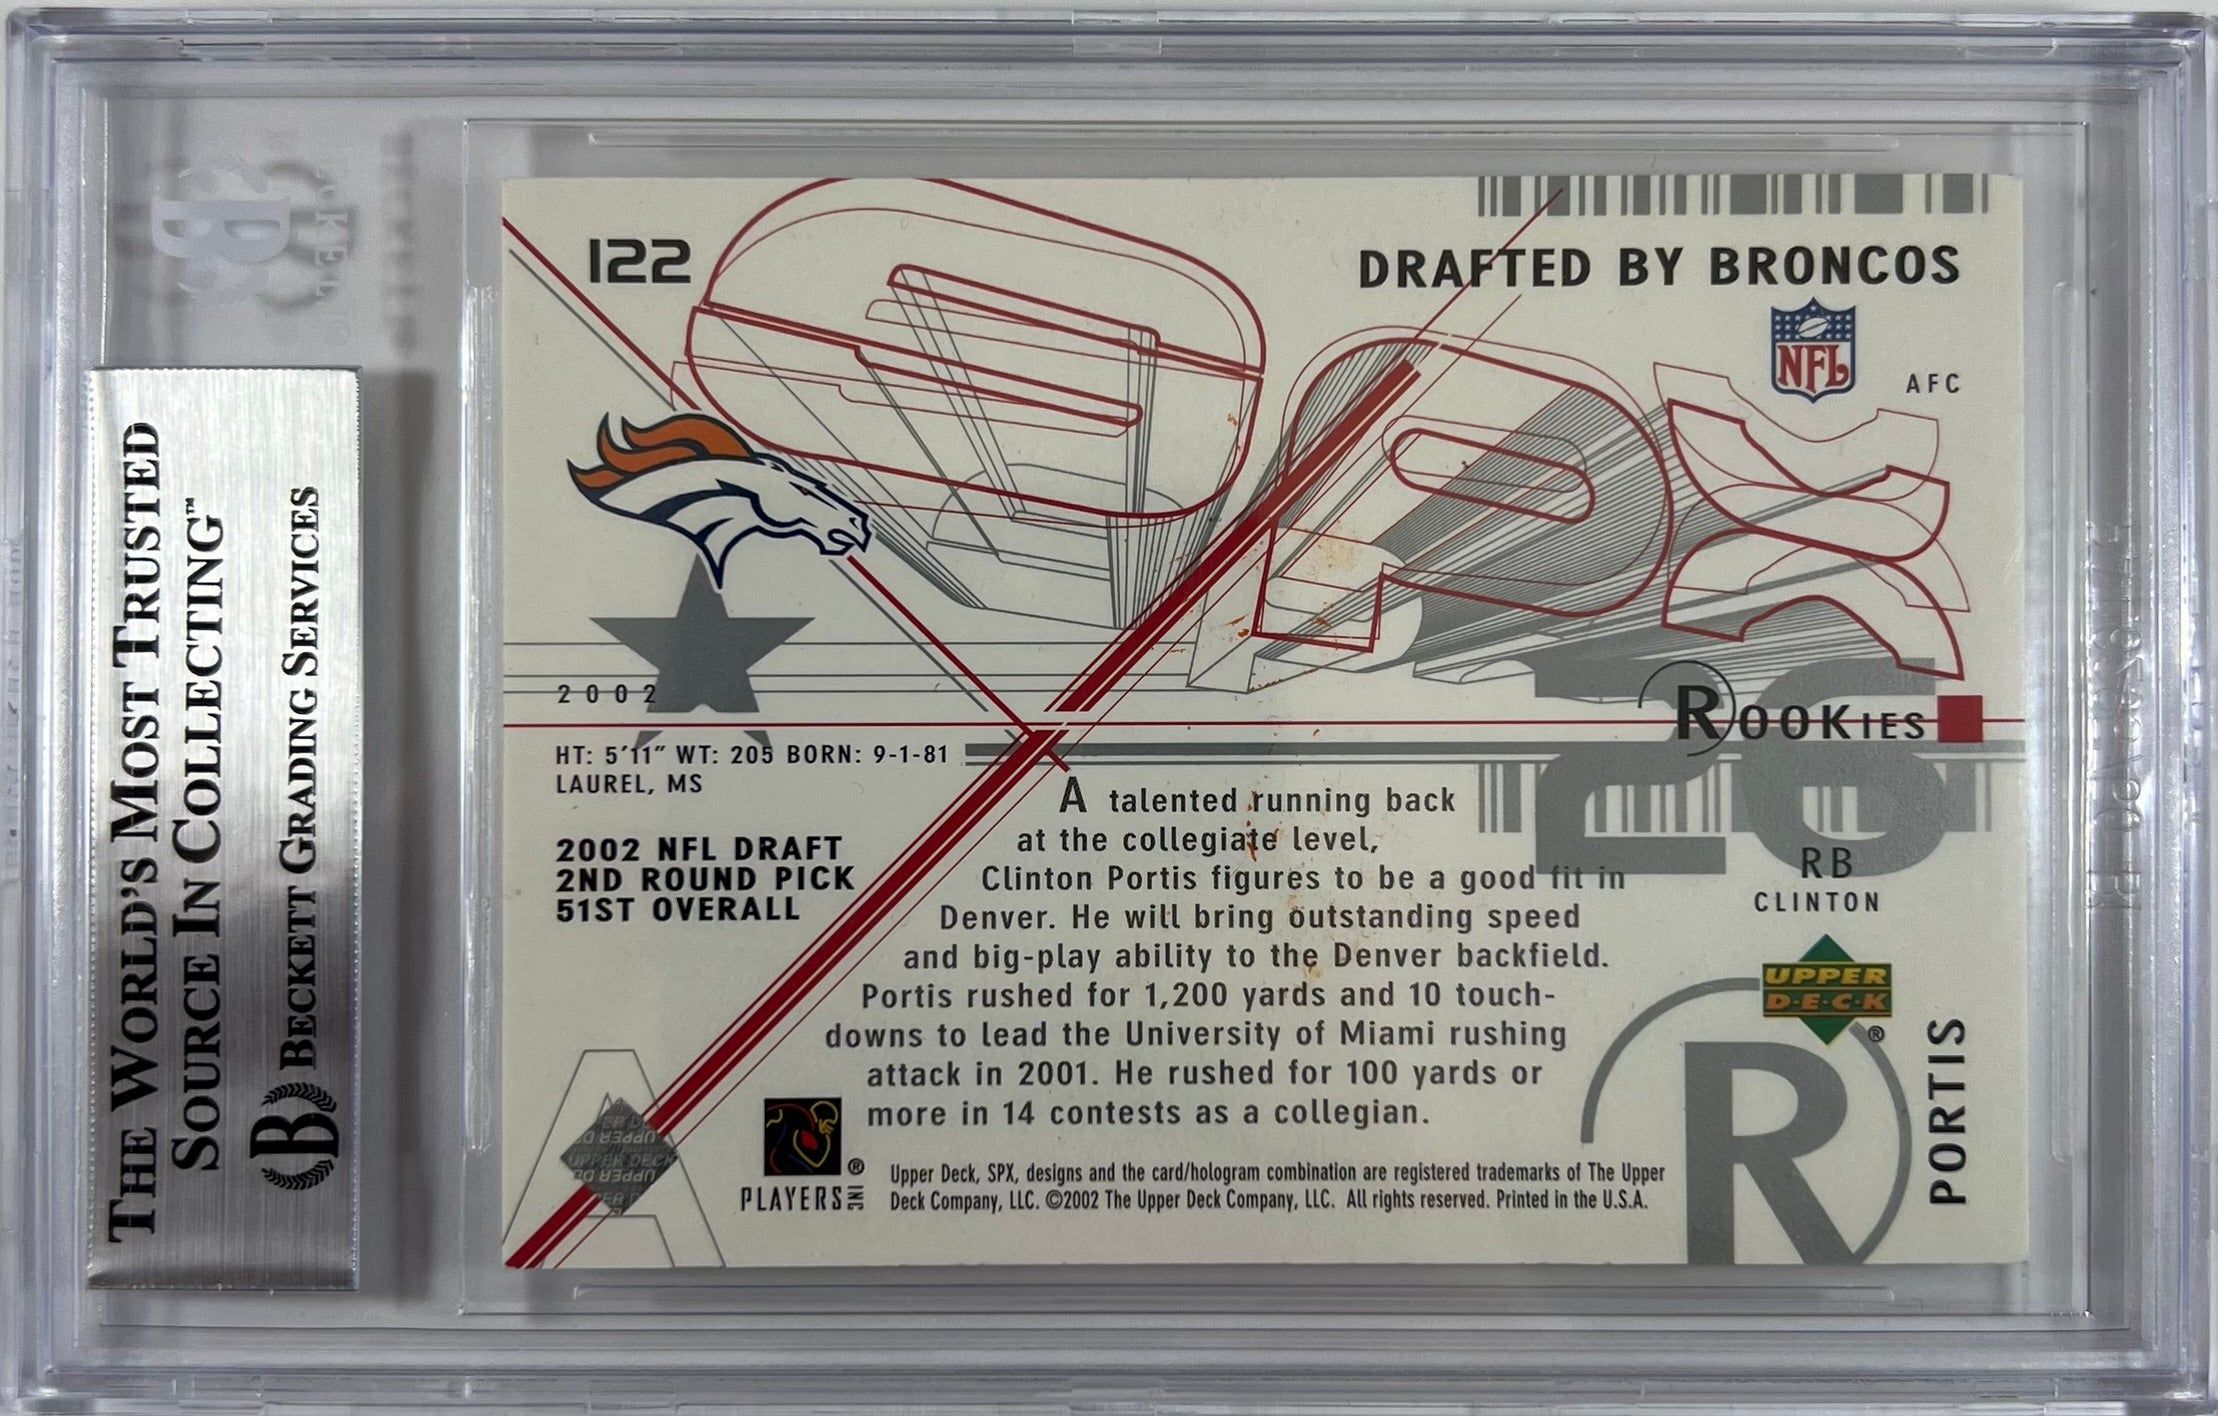 THE WORLD'S MOST TRUSTED
SOURCE IN COLLECTING™
B BECKETT GRADING SERVICES
122
DRAFTED BY BRONCOS
NFL
AFC
SPX
2002
ROOKIES
26
HT: 5'11" WT: 205 BORN: 9-1-81
LAUREL, MS
2002 NFL DRAFT
2ND ROUND PICK
51ST OVERALL
A talented running back
at the collegiate level,
Clinton Portis figures to be a good fit in
Denver. He will bring outstanding speed
and big-play ability to the Denver backfield.
Portis rushed for 1,200 yards and 10 touch-
downs to lead the University of Miami rushing
attack in 2001. He rushed for 100 yards or
more in 14 contests as a collegian.
RB
CLINTON
PORTIS
UPPER
D·E·C·K
®
R
A
UPPER DECK
PLAYERS INC ®
Upper Deck, SPX, designs and the card/hologram combination are registered trademarks of The Upper
Deck Company, LLC. ©2002 The Upper Deck Company, LLC. All rights reserved. Printed in the U.S.A.